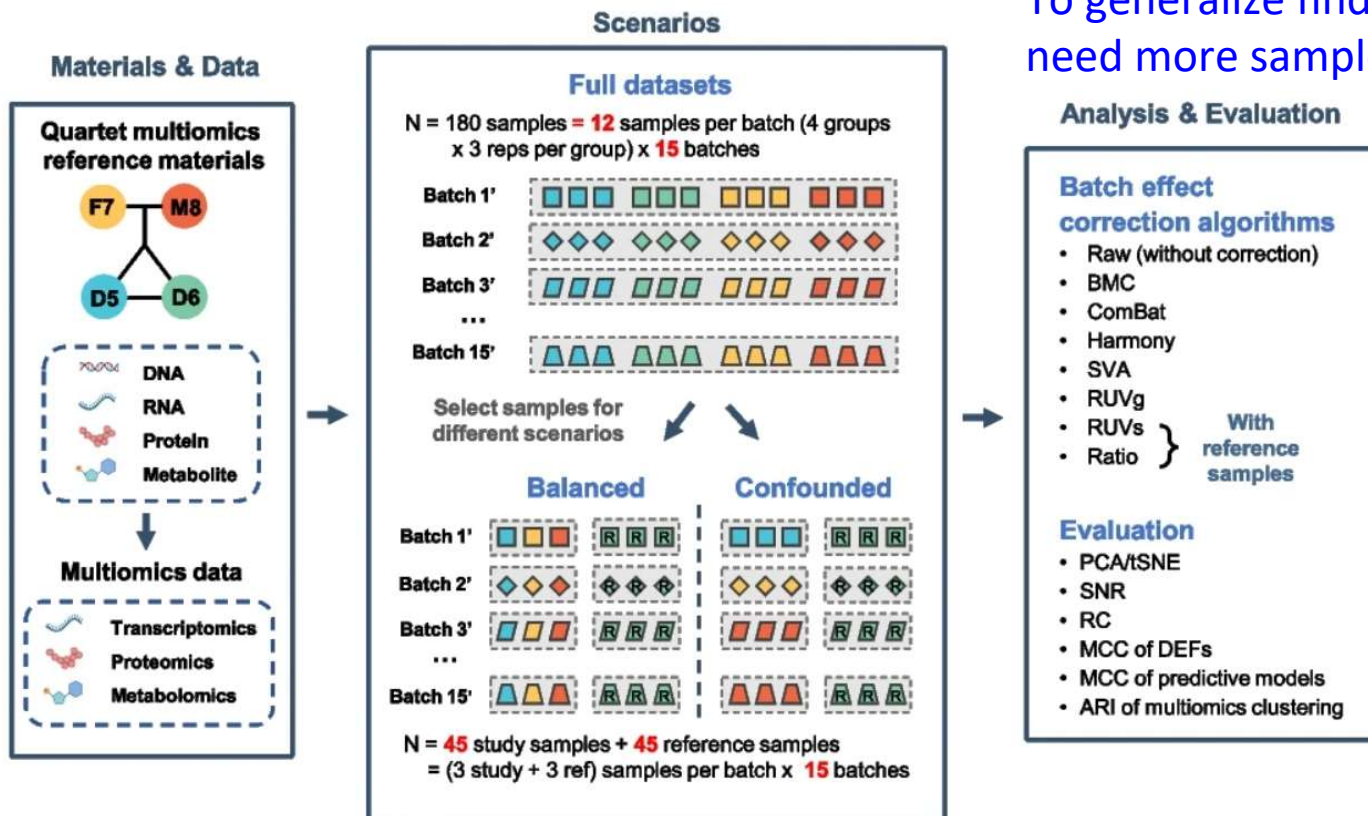 To generalize find
need more sampl
Materials & Data
Quartet multiomics
reference materials
F7
M8
D5
D6
DNA
RNA
Protein
Metabolite
Multiomics data
Transcriptomics
Proteomics
Metabolomics
Scenarios
Full datasets
N = 180 samples = 12 samples per batch (4 groups
x 3 reps per group) x 15 batches
Batch 1'
Batch 2'
Batch 3'
...
Batch 15'
Select samples for
different scenarios
Balanced
Confounded
Batch 1'
R R R
R R R
Batch 2'
R R R
R R R
Batch 3'
R R R
R R R
...
Batch 15'
R R R
R R R
N = 45 study samples + 45 reference samples
= (3 study + 3 ref) samples per batch x 15 batches
Analysis & Evaluation
Batch effect
correction algorithms
• Raw (without correction)
• BMC
• ComBat
• Harmony
• SVA
• RUVg
• RUVs
• Ratio
}
With
reference
samples
Evaluation
• PCA/tSNE
• SNR
• RC
• MCC of DEFs
• MCC of predictive models
• ARI of multiomics clustering